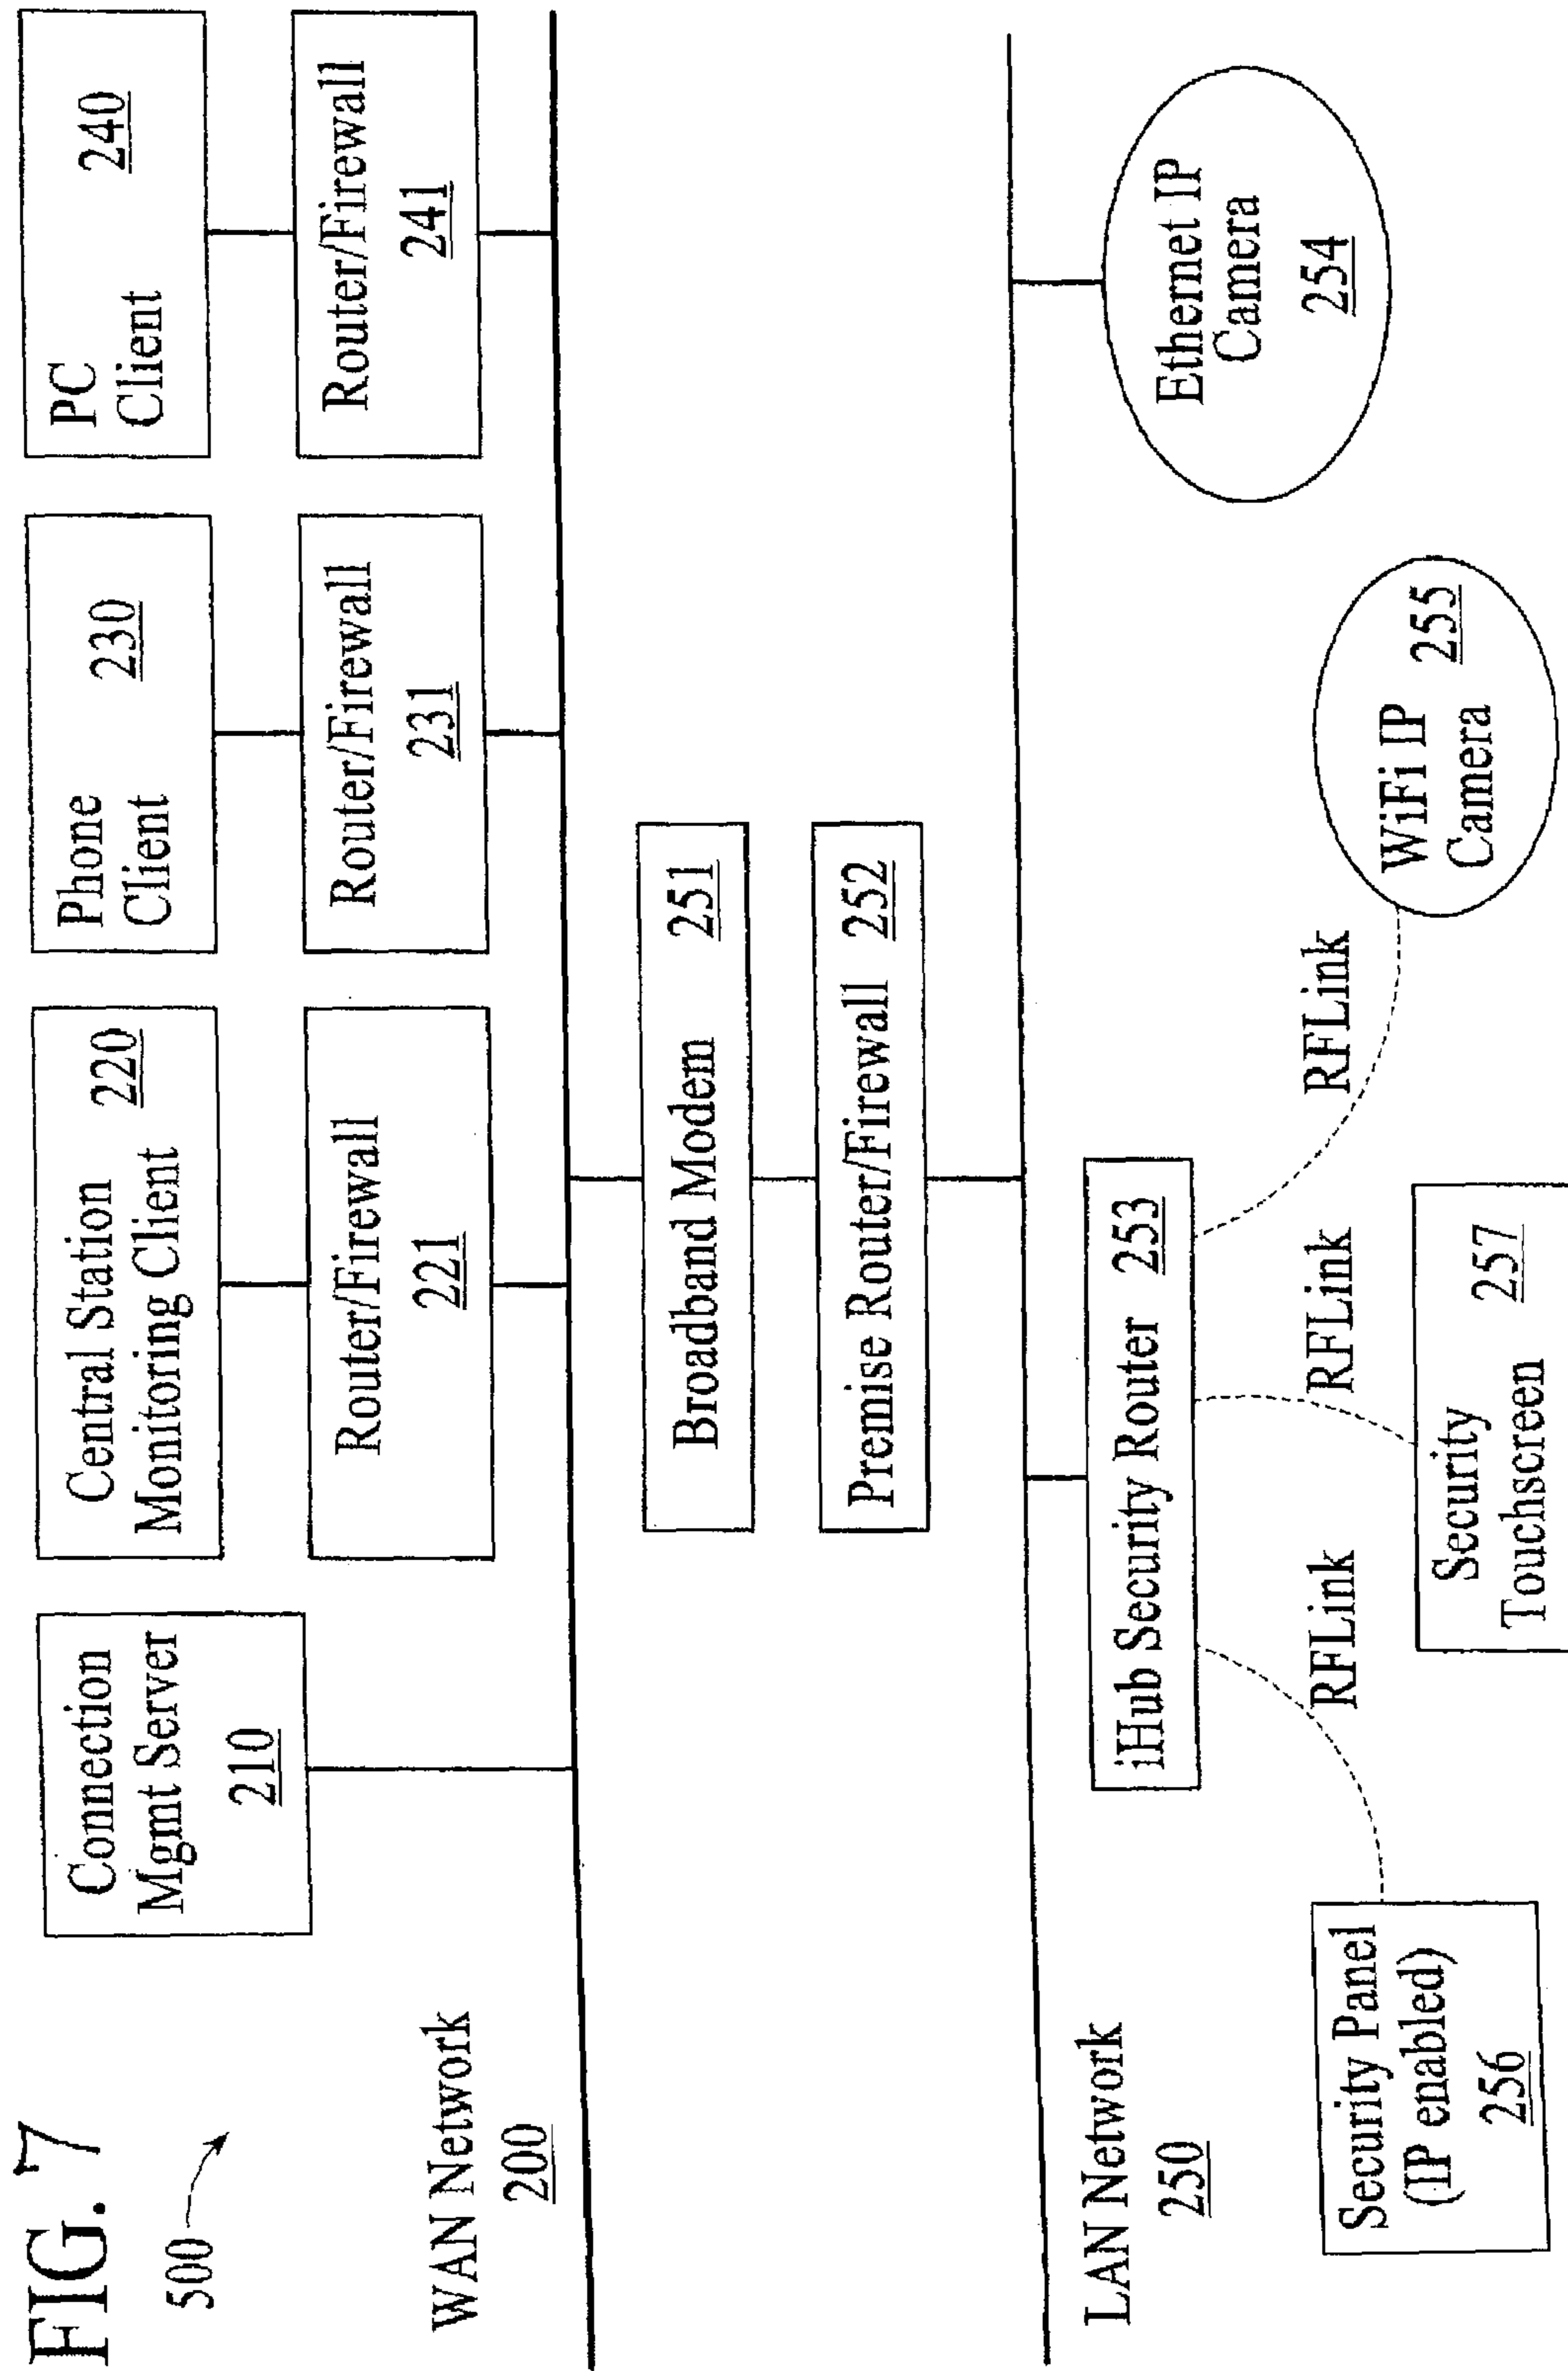 FIG. 7
500
Connection
Mgmt Server
210
Central Station
Monitoring Client
220
Phone
Client
230
PC
Client
240
Router/Firewall
221
Router/Firewall
231
Router/Firewall
241
WAN Network
200
Broadband Modem 251
Premise Router/Firewall 252
LAN Network
250
iHub Security Router 253
Ethernet IP
Camera
254
RFLink
RFLink
RFLink
Security Panel
(IP enabled)
256
Security
Touchscreen
257
WiFi IP
Camera
255